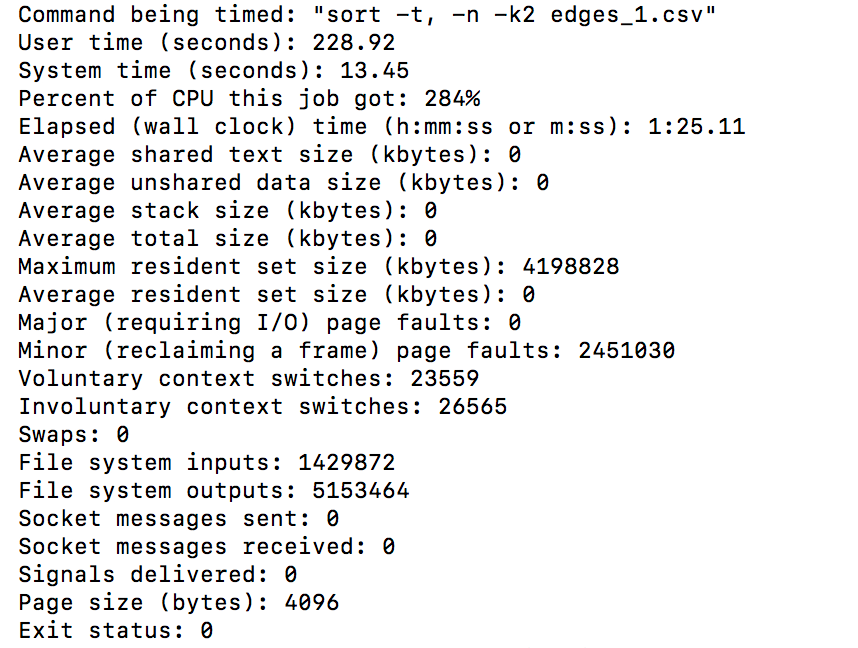 Command being timed: "sort -t, -n -k2 edges_1.csv"
User time (seconds): 228.92
System time (seconds): 13.45
Percent of CPU this job got: 284%
Elapsed (wall clock) time (h:mm:ss or m:ss): 1:25.11
Average shared text size (kbytes): 0
Average unshared data size (kbytes): 0
Average stack size (kbytes): 0
Average total size (kbytes): 0
Maximum resident set size (kbytes): 4198828
Average resident set size (kbytes): 0
Major (requiring I/O) page faults: 0
Minor (reclaiming a frame) page faults: 2451030
Voluntary context switches: 23559
Involuntary context switches: 26565
Swaps: 0
File system inputs: 1429872
File system outputs: 5153464
Socket messages sent: 0
Socket messages received: 0
Signals delivered: 0
Page size (bytes): 4096
Exit status: 0